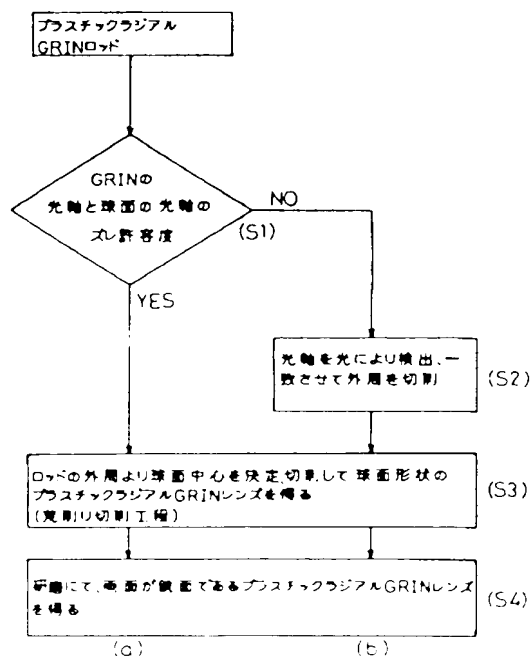 プラスチックラジアル
GRINロッド
GRINの
光軸と球面の光軸の
ズレ許容度
(S1)
NO
YES
光軸を光により検出、一
致させて外周を切削
(S2)
ロッドの外周より球面中心を決定、切削して球面形状の
プラスチックラジアルGRINレンズを得る
(荒削り切削工程)
(S3)
研磨にて、両面が鏡面であるプラスチックラジアルGRINレンズ
を得る
(S4)
(a)
(b)